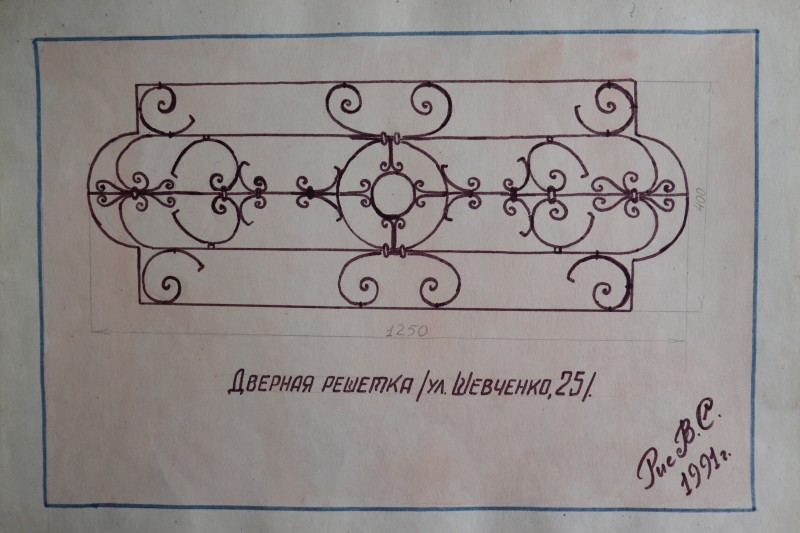 400
1250
Дверная решетка /ул. Шевченко, 25/.
Рис В.С.
1991г.